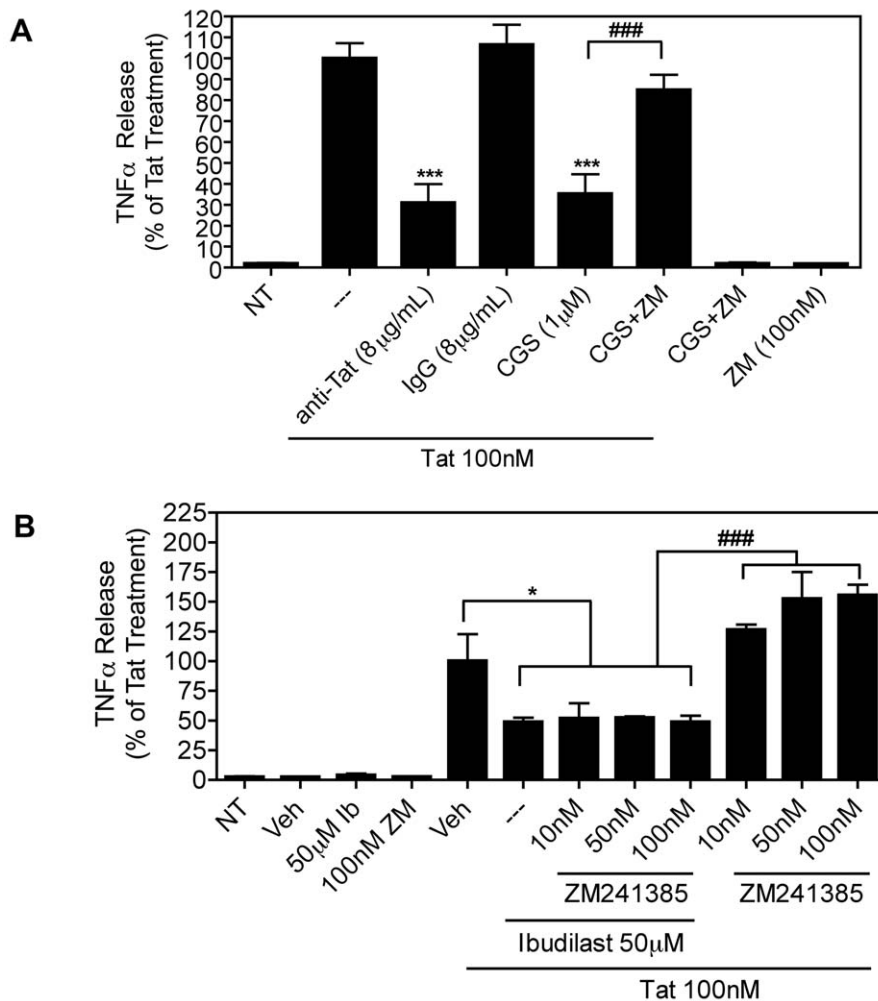 A
TNFα Release
(% of Tat Treatment)
120
110
100
90
80
70
60
50
40
30
20
10
0
***
***
###
NT
---
anti-Tat (8μg/mL)
IgG (8μg/mL)
CGS (1μM)
CGS+ZM
CGS+ZM
ZM (100nM)
Tat 100nM
B
TNFα Release
(% of Tat Treatment)
225
200
175
150
125
100
75
50
25
0
*
###
NT
Veh
50μM Ib
100nM ZM
Veh
---
10nM
50nM
100nM
10nM
50nM
100nM
ZM241385
ZM241385
Ibudilast 50μM
Tat 100nM